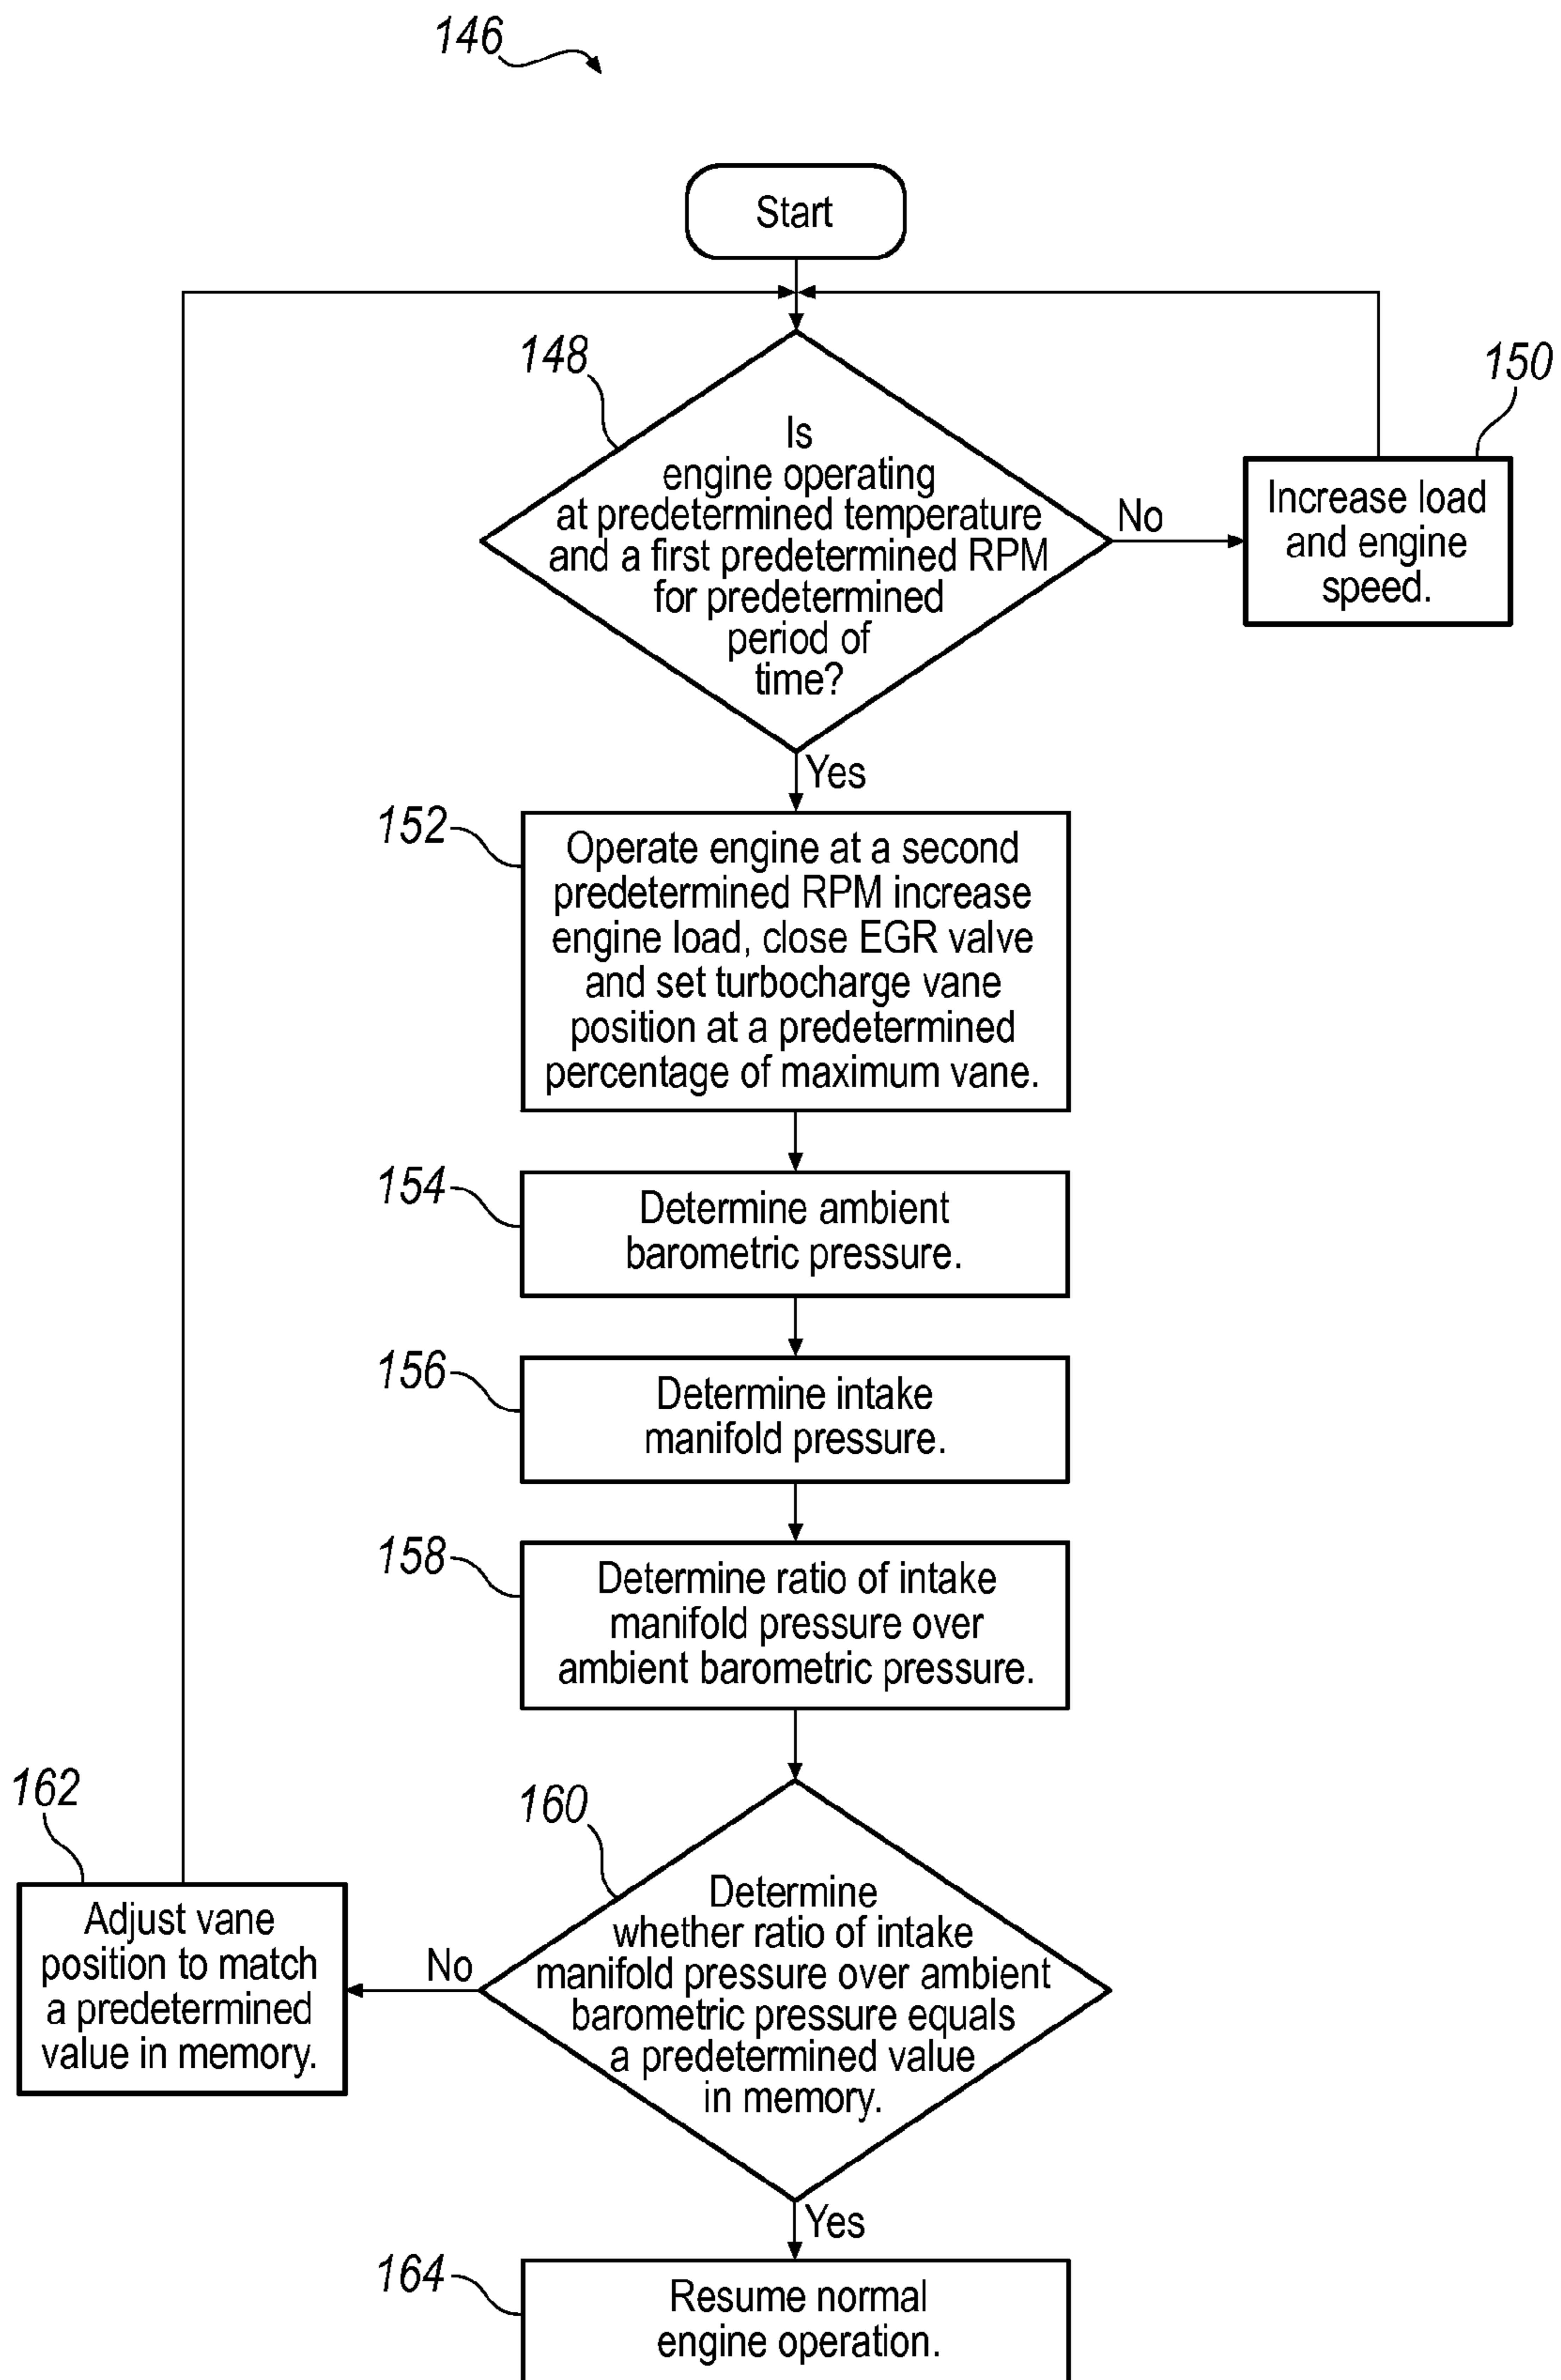 146
Start
148
Is
engine operating
at predetermined temperature
and a first predetermined RPM
for predetermined
period of
time?
No
150
Increase load
and engine
speed.
Yes
152
Operate engine at a second
predetermined RPM increase
engine load, close EGR valve
and set turbocharge vane
position at a predetermined
percentage of maximum vane.
154
Determine ambient
barometric pressure.
156
Determine intake
manifold pressure.
158
Determine ratio of intake
manifold pressure over
ambient barometric pressure.
160
Determine
whether ratio of intake
manifold pressure over ambient
barometric pressure equals
a predetermined value
in memory.
No
162
Adjust vane
position to match
a predetermined
value in memory.
Yes
164
Resume normal
engine operation.